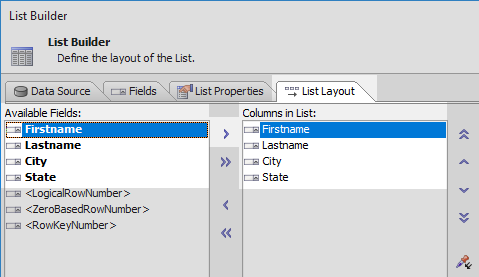 List Builder
List Builder
Define the layout of the List.
Data Source Fields List Properties List Layout
Available Fields:
Firstname
Lastname
City
State
<LogicalRowNumber>
<ZeroBasedRowNumber>
<RowKeyNumber>
Columns in List:
Firstname
Lastname
City
State